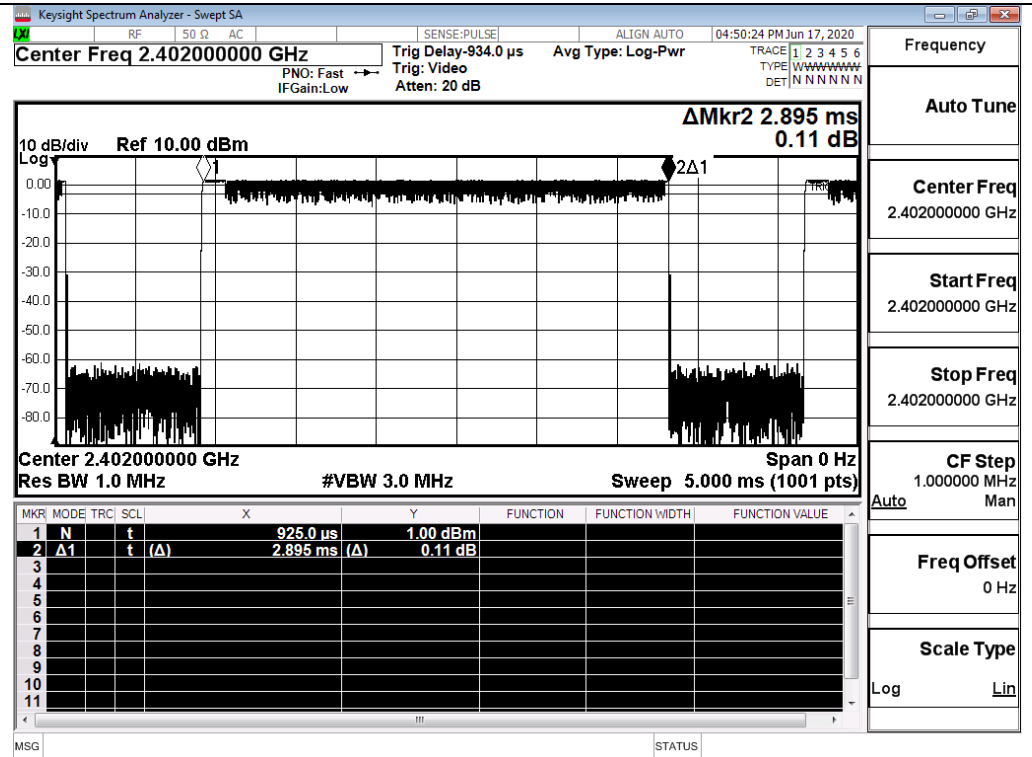 Keysight Spectrum Analyzer - Swept SA
LXI RF 50 Ω AC SENSE:PULSE ALIGN AUTO 04:50:24 PM Jun 17, 2020
Center Freq 2.402000000 GHz
PNO: Fast
IFGain:Low
Trig Delay-934.0 µs
Trig: Video
Atten: 20 dB
Avg Type: Log-Pwr
TRACE 1 2 3 4 5 6
TYPE WWWWWW
DET N N N N N N
ΔMkr2 2.895 ms
0.11 dB
10 dB/div Ref 10.00 dBm
Log
1
2Δ1
0.00
-10.0
-20.0
-30.0
-40.0
-50.0
-60.0
-70.0
-80.0
Center 2.402000000 GHz Span 0 Hz
Res BW 1.0 MHz #VBW 3.0 MHz Sweep 5.000 ms (1001 pts)
MKR MODE TRC SCL X Y FUNCTION FUNCTION WIDTH FUNCTION VALUE
1 N t 925.0 µs 1.00 dBm
2 Δ1 t (Δ) 2.895 ms (Δ) 0.11 dB
3
4
5
6
7
8
9
10
11
MSG STATUS
Frequency
Auto Tune
Center Freq
2.402000000 GHz
Start Freq
2.402000000 GHz
Stop Freq
2.402000000 GHz
CF Step
1.000000 MHz
Auto Man
Freq Offset
0 Hz
Scale Type
Log Lin